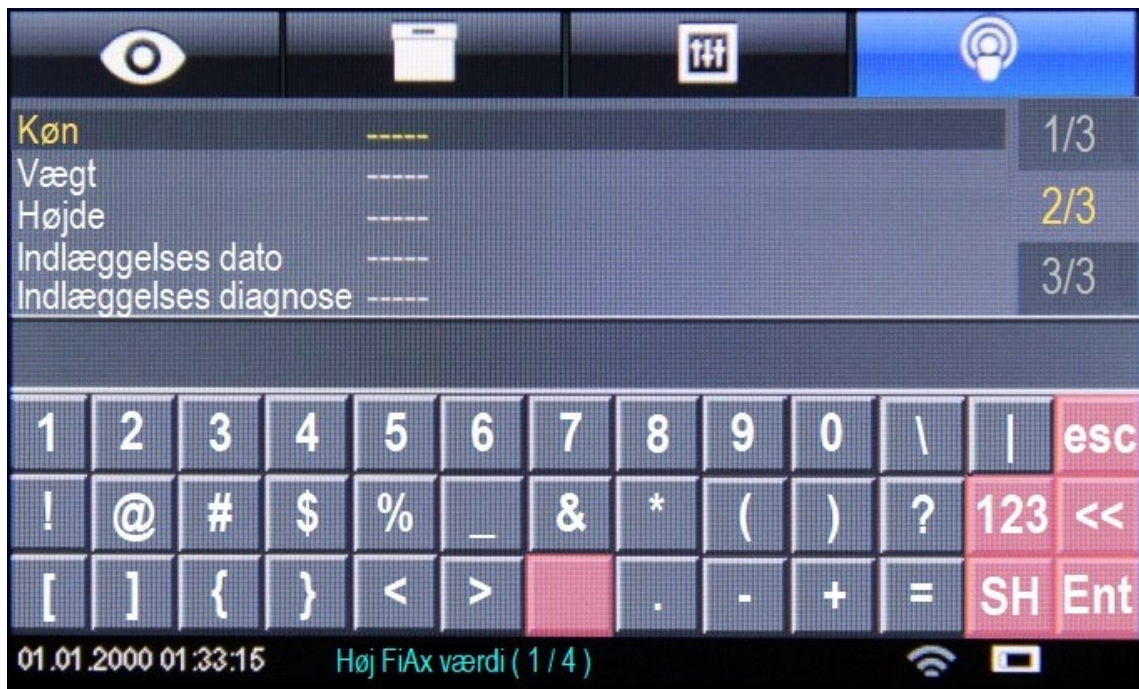 Køn -----
1/3
Vægt -----
Højde -----
2/3
Indlæggelses dato -----
Indlæggelses diagnose -----
3/3
1 2 3 4 5 6 7 8 9 0 \ | esc
! @ # $ % _ & * ( ) ? 123 <<
[ ] { } < > . - + = SH Ent
01.01.2000 01:33:15 Høj FiAx værdi ( 1 / 4 )